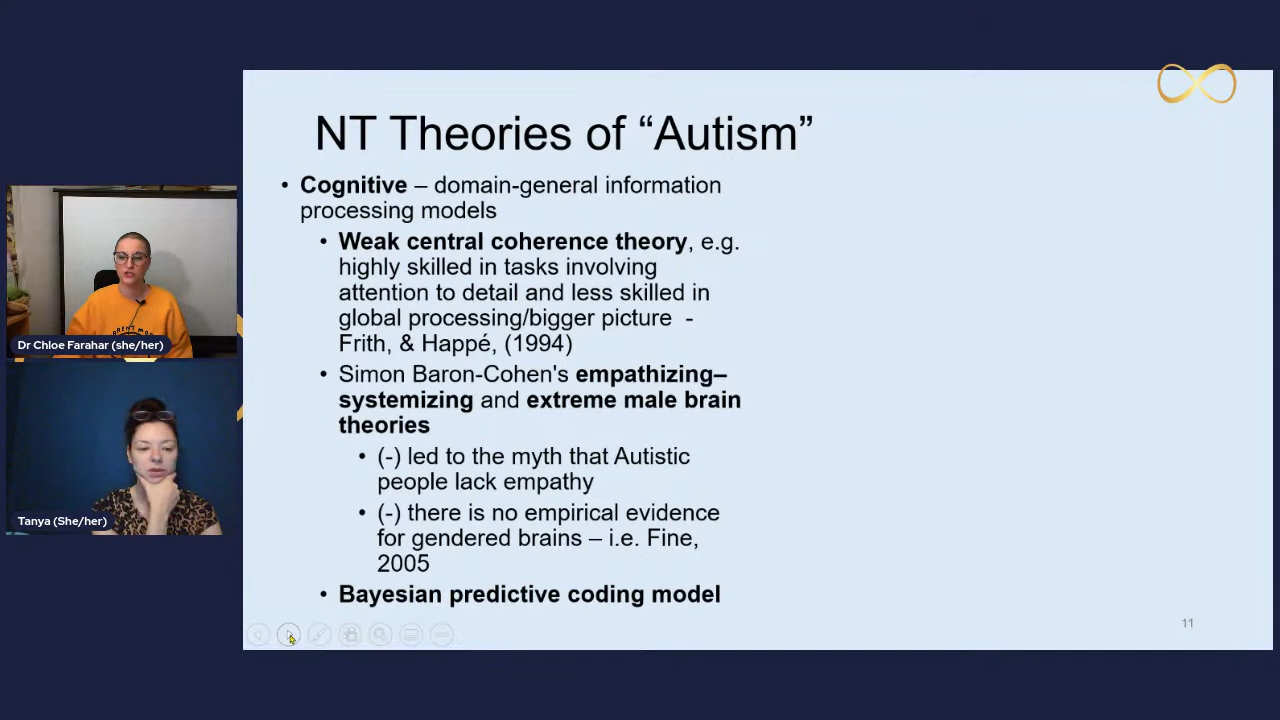 NT Theories of “Autism”
• Cognitive – domain-general information
processing models
• Weak central coherence theory, e.g.
highly skilled in tasks involving
attention to detail and less skilled in
global processing/bigger picture -
Frith, & Happé, (1994)
• Simon Baron-Cohen's empathizing–
systemizing and extreme male brain
theories
• (-) led to the myth that Autistic
people lack empathy
• (-) there is no empirical evidence
for gendered brains – i.e. Fine,
2005
• Bayesian predictive coding model
11
Dr Chloe Farahar (she/her)
Tanya (She/her)